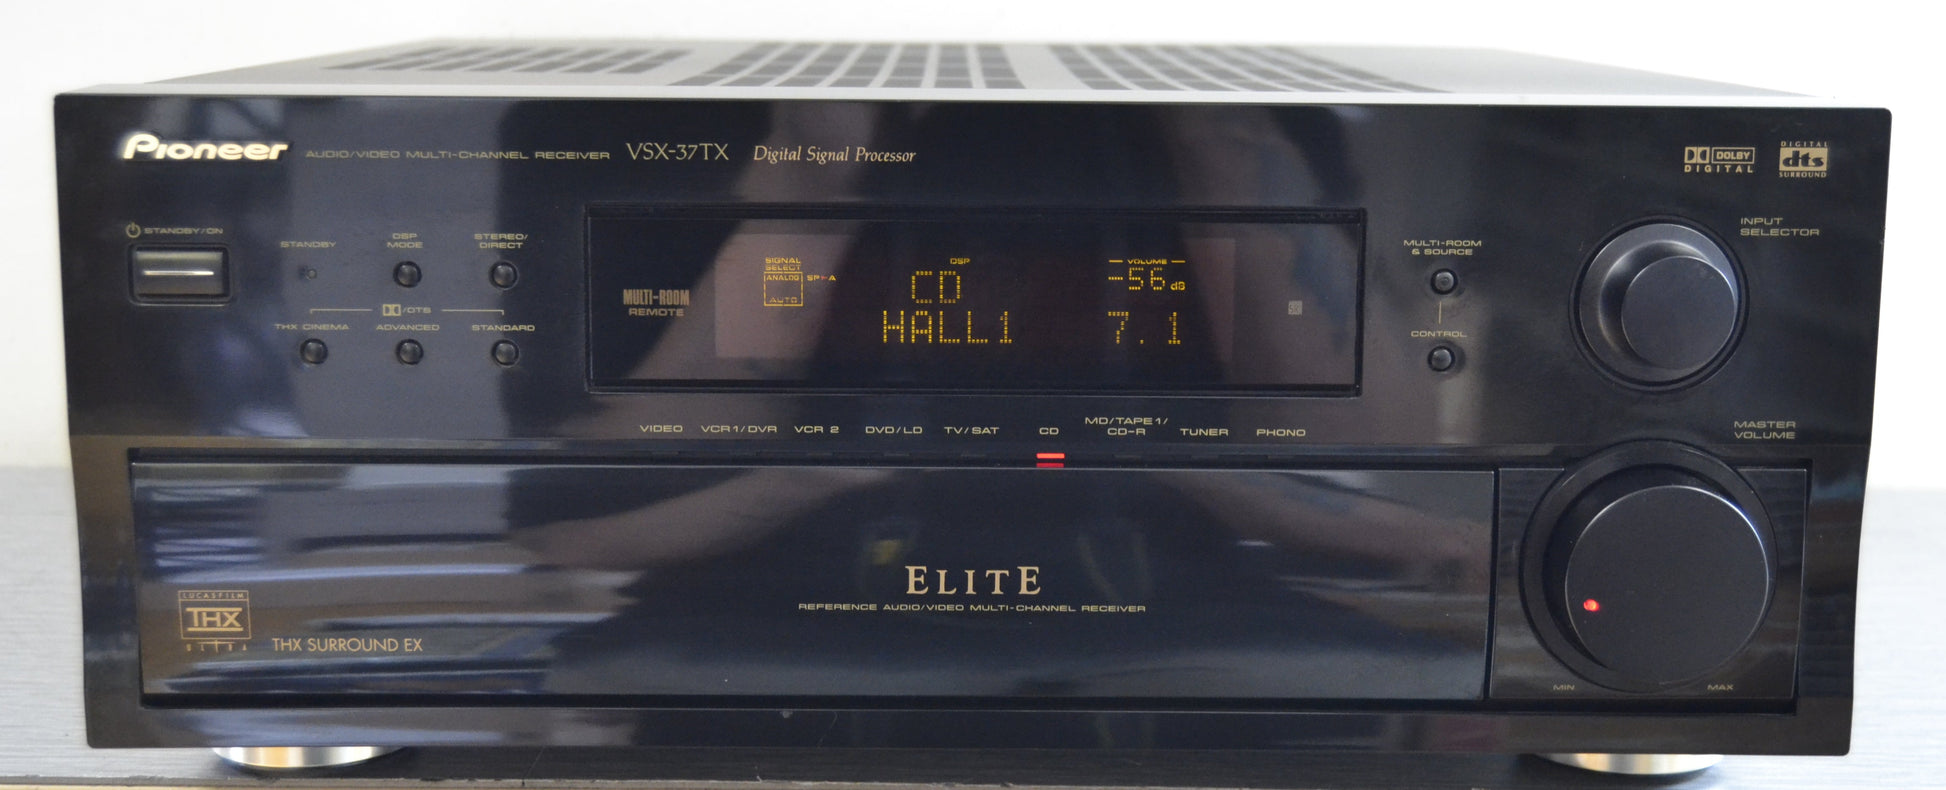 Pioneer AUDIO/VIDEO MULTI-CHANNEL RECEIVER VSX-37TX Digital Signal Processor
DOLBY
DIGITAL
DIGITAL
dts
SURROUND
STANDBY/ON
STANDBY
DSP
MODE
STEREO/
DIRECT
/DTS
THX CINEMA
ADVANCED
STANDARD
MULTI-ROOM
REMOTE
SIGNAL
SELECT
ANALOG
AUTO
SP►A
DSP
CD
HALL1
VOLUME
-56 dB
7.1
MULTI-ROOM
& SOURCE
CONTROL
INPUT
SELECTOR
VIDEO
VCR1/DVR
VCR 2
DVD/LD
TV/SAT
CD
MD/TAPE1/
CD-R
TUNER
PHONO
MASTER
VOLUME
MIN
MAX
ELITE
REFERENCE AUDIO/VIDEO MULTI-CHANNEL RECEIVER
LUCASFILM
THX
ULTRA
THX SURROUND EX